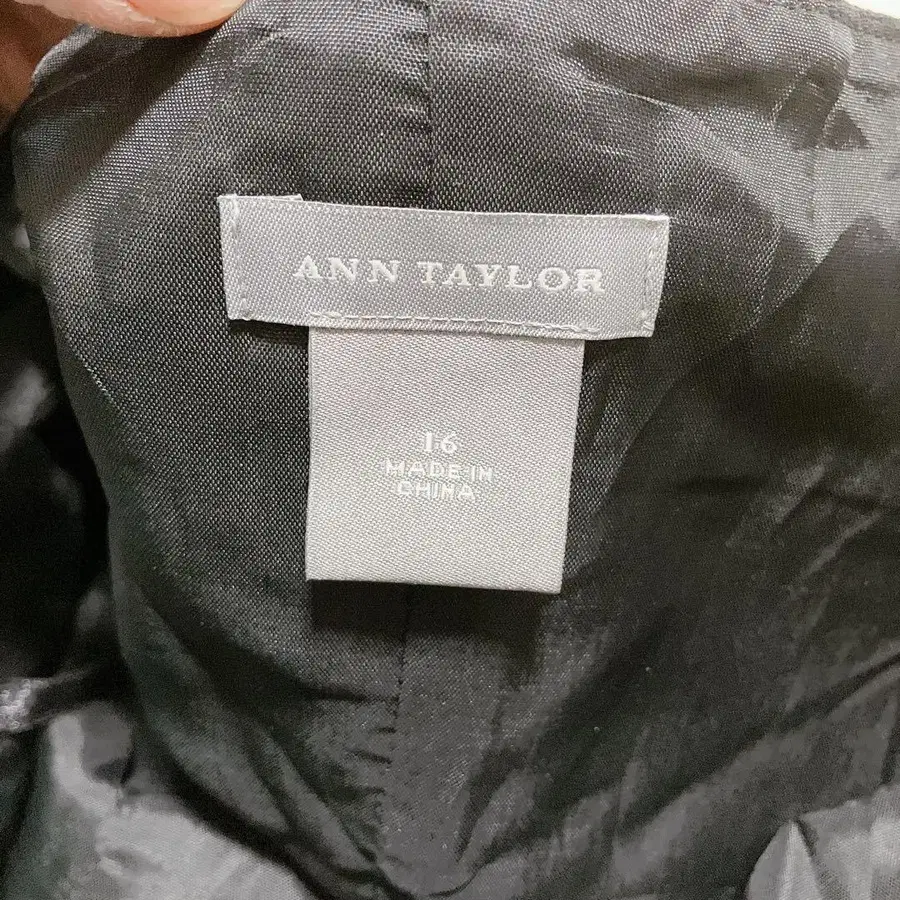 ANN TAYLOR
16
MADE IN
CHINA